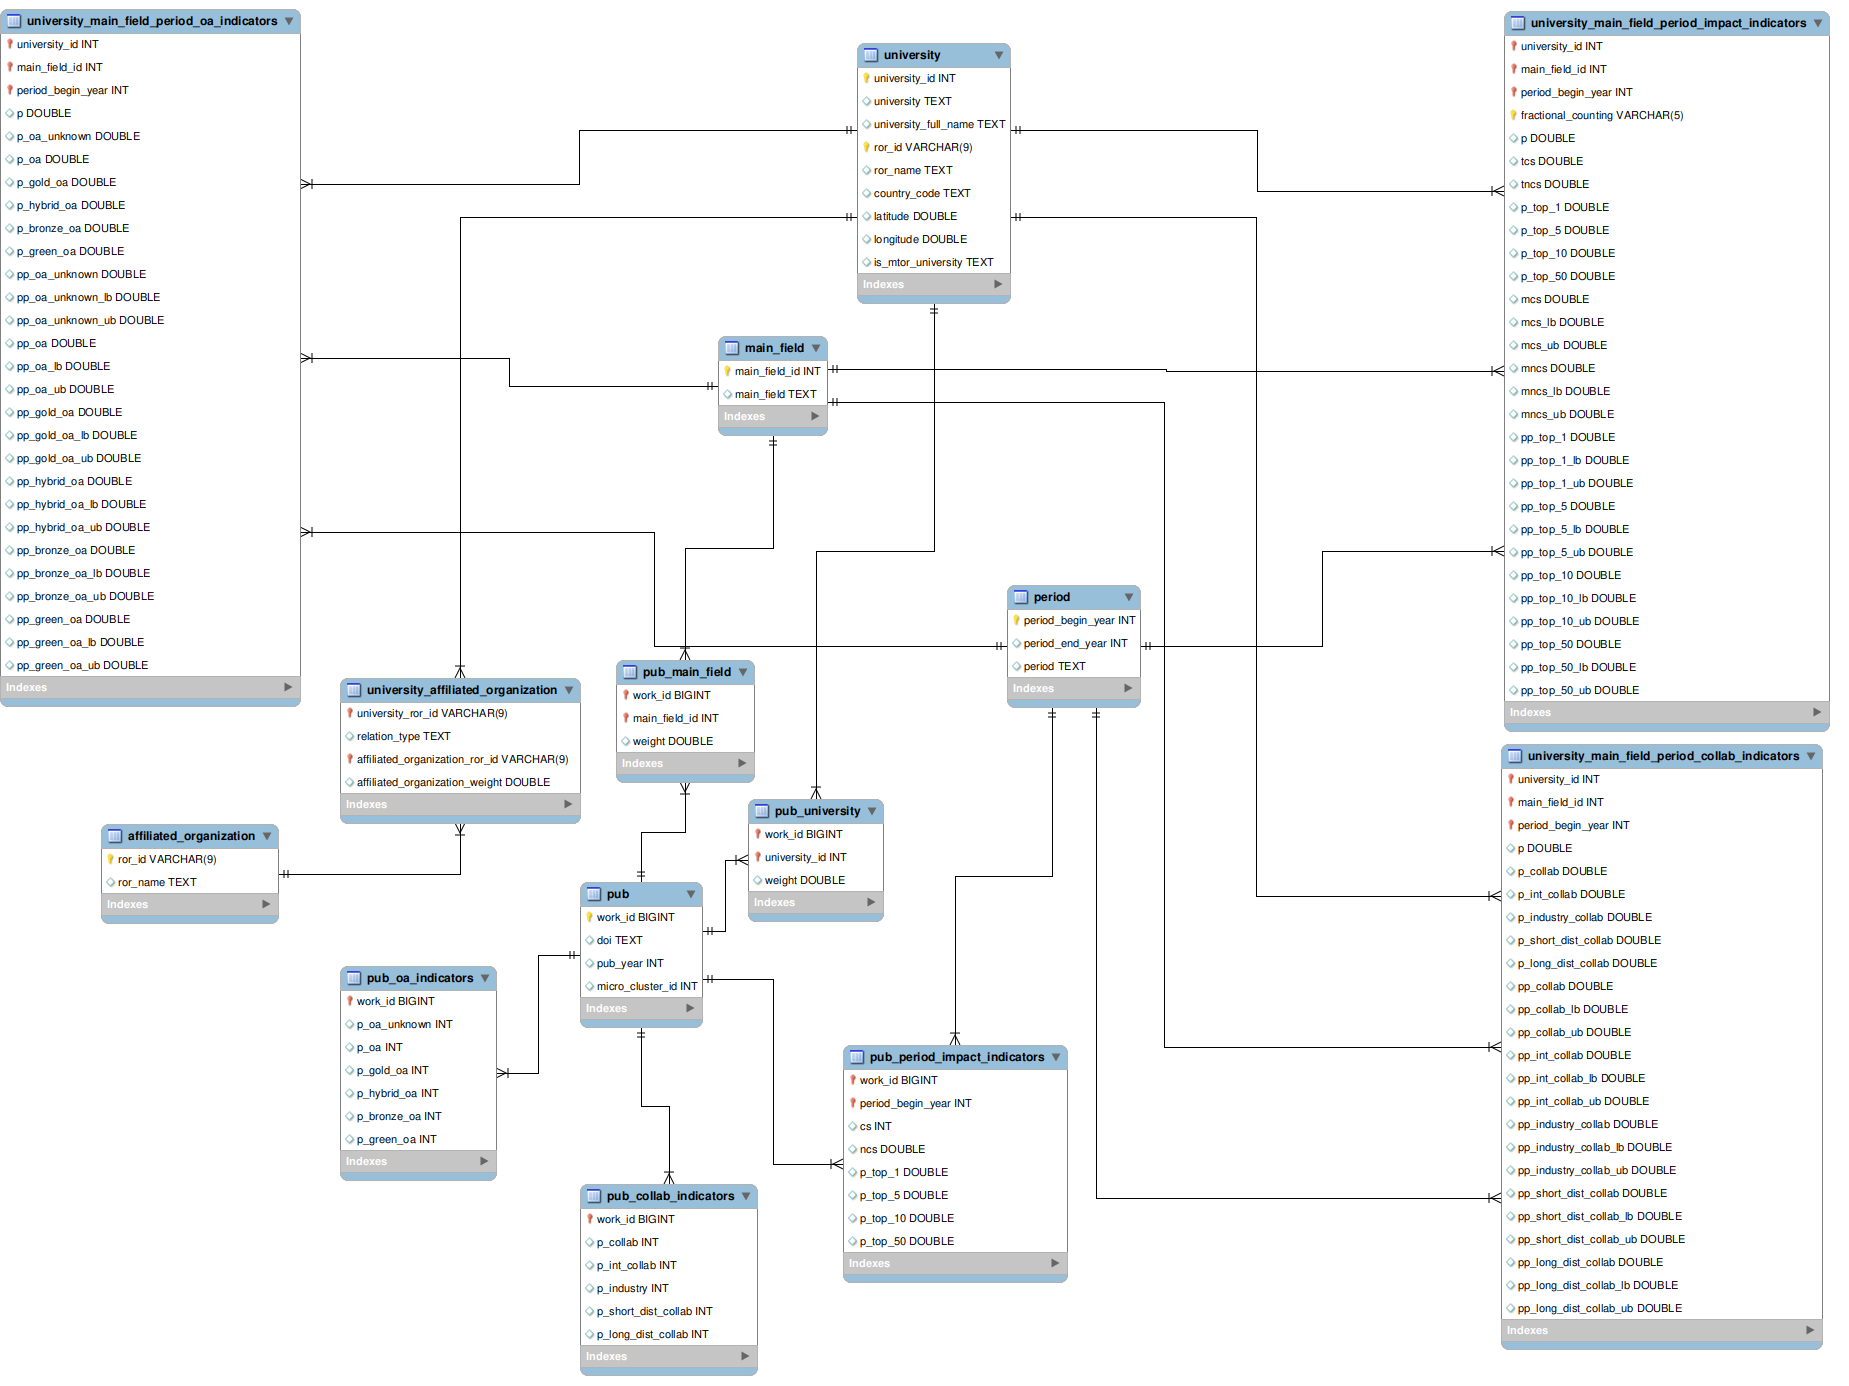 university_main_field_period_oa_indicators
university_id INT
main_field_id INT
period_begin_year INT
p DOUBLE
p_oa_unknown DOUBLE
p_oa DOUBLE
p_gold_oa DOUBLE
p_hybrid_oa DOUBLE
p_bronze_oa DOUBLE
p_green_oa DOUBLE
pp_oa_unknown DOUBLE
pp_oa_unknown_lb DOUBLE
pp_oa_unknown_ub DOUBLE
pp_oa DOUBLE
pp_oa_lb DOUBLE
pp_oa_ub DOUBLE
pp_gold_oa DOUBLE
pp_gold_oa_lb DOUBLE
pp_gold_oa_ub DOUBLE
pp_hybrid_oa DOUBLE
pp_hybrid_oa_lb DOUBLE
pp_hybrid_oa_ub DOUBLE
pp_bronze_oa DOUBLE
pp_bronze_oa_lb DOUBLE
pp_bronze_oa_ub DOUBLE
pp_green_oa DOUBLE
pp_green_oa_lb DOUBLE
pp_green_oa_ub DOUBLE
Indexes
university
university_id INT
university TEXT
university_full_name TEXT
ror_id VARCHAR(9)
ror_name TEXT
country_code TEXT
latitude DOUBLE
longitude DOUBLE
is_mtor_university TEXT
Indexes
university_main_field_period_impact_indicators
university_id INT
main_field_id INT
period_begin_year INT
fractional_counting VARCHAR(5)
p DOUBLE
tcs DOUBLE
tncs DOUBLE
p_top_1 DOUBLE
p_top_5 DOUBLE
p_top_10 DOUBLE
p_top_50 DOUBLE
mcs DOUBLE
mcs_lb DOUBLE
mcs_ub DOUBLE
mncs DOUBLE
mncs_lb DOUBLE
mncs_ub DOUBLE
pp_top_1 DOUBLE
pp_top_1_lb DOUBLE
pp_top_1_ub DOUBLE
pp_top_5 DOUBLE
pp_top_5_lb DOUBLE
pp_top_5_ub DOUBLE
pp_top_10 DOUBLE
pp_top_10_lb DOUBLE
pp_top_10_ub DOUBLE
pp_top_50 DOUBLE
pp_top_50_lb DOUBLE
pp_top_50_ub DOUBLE
Indexes
main_field
main_field_id INT
main_field TEXT
Indexes
period
period_begin_year INT
period_end_year INT
period TEXT
Indexes
university_affiliated_organization
university_ror_id VARCHAR(9)
relation_type TEXT
affiliated_organization_ror_id VARCHAR(9)
affiliated_organization_weight DOUBLE
Indexes
pub_main_field
work_id BIGINT
main_field_id INT
weight DOUBLE
Indexes
affiliated_organization
ror_id VARCHAR(9)
ror_name TEXT
Indexes
pub_university
work_id BIGINT
university_id INT
weight DOUBLE
Indexes
pub
work_id BIGINT
doi TEXT
pub_year INT
micro_cluster_id INT
Indexes
pub_oa_indicators
work_id BIGINT
p_oa_unknown INT
p_oa INT
p_gold_oa INT
p_hybrid_oa INT
p_bronze_oa INT
p_green_oa INT
Indexes
pub_collab_indicators
work_id BIGINT
p_collab INT
p_int_collab INT
p_industry INT
p_short_dist_collab INT
p_long_dist_collab INT
Indexes
pub_period_impact_indicators
work_id BIGINT
period_begin_year INT
cs INT
ncs DOUBLE
p_top_1 DOUBLE
p_top_5 DOUBLE
p_top_10 DOUBLE
p_top_50 DOUBLE
Indexes
university_main_field_period_collab_indicators
university_id INT
main_field_id INT
period_begin_year INT
p DOUBLE
p_collab DOUBLE
p_int_collab DOUBLE
p_industry_collab DOUBLE
p_short_dist_collab DOUBLE
p_long_dist_collab DOUBLE
pp_collab DOUBLE
pp_collab_lb DOUBLE
pp_collab_ub DOUBLE
pp_int_collab DOUBLE
pp_int_collab_lb DOUBLE
pp_int_collab_ub DOUBLE
pp_industry_collab DOUBLE
pp_industry_collab_lb DOUBLE
pp_industry_collab_ub DOUBLE
pp_short_dist_collab DOUBLE
pp_short_dist_collab_lb DOUBLE
pp_short_dist_collab_ub DOUBLE
pp_long_dist_collab DOUBLE
pp_long_dist_collab_lb DOUBLE
pp_long_dist_collab_ub DOUBLE
Indexes